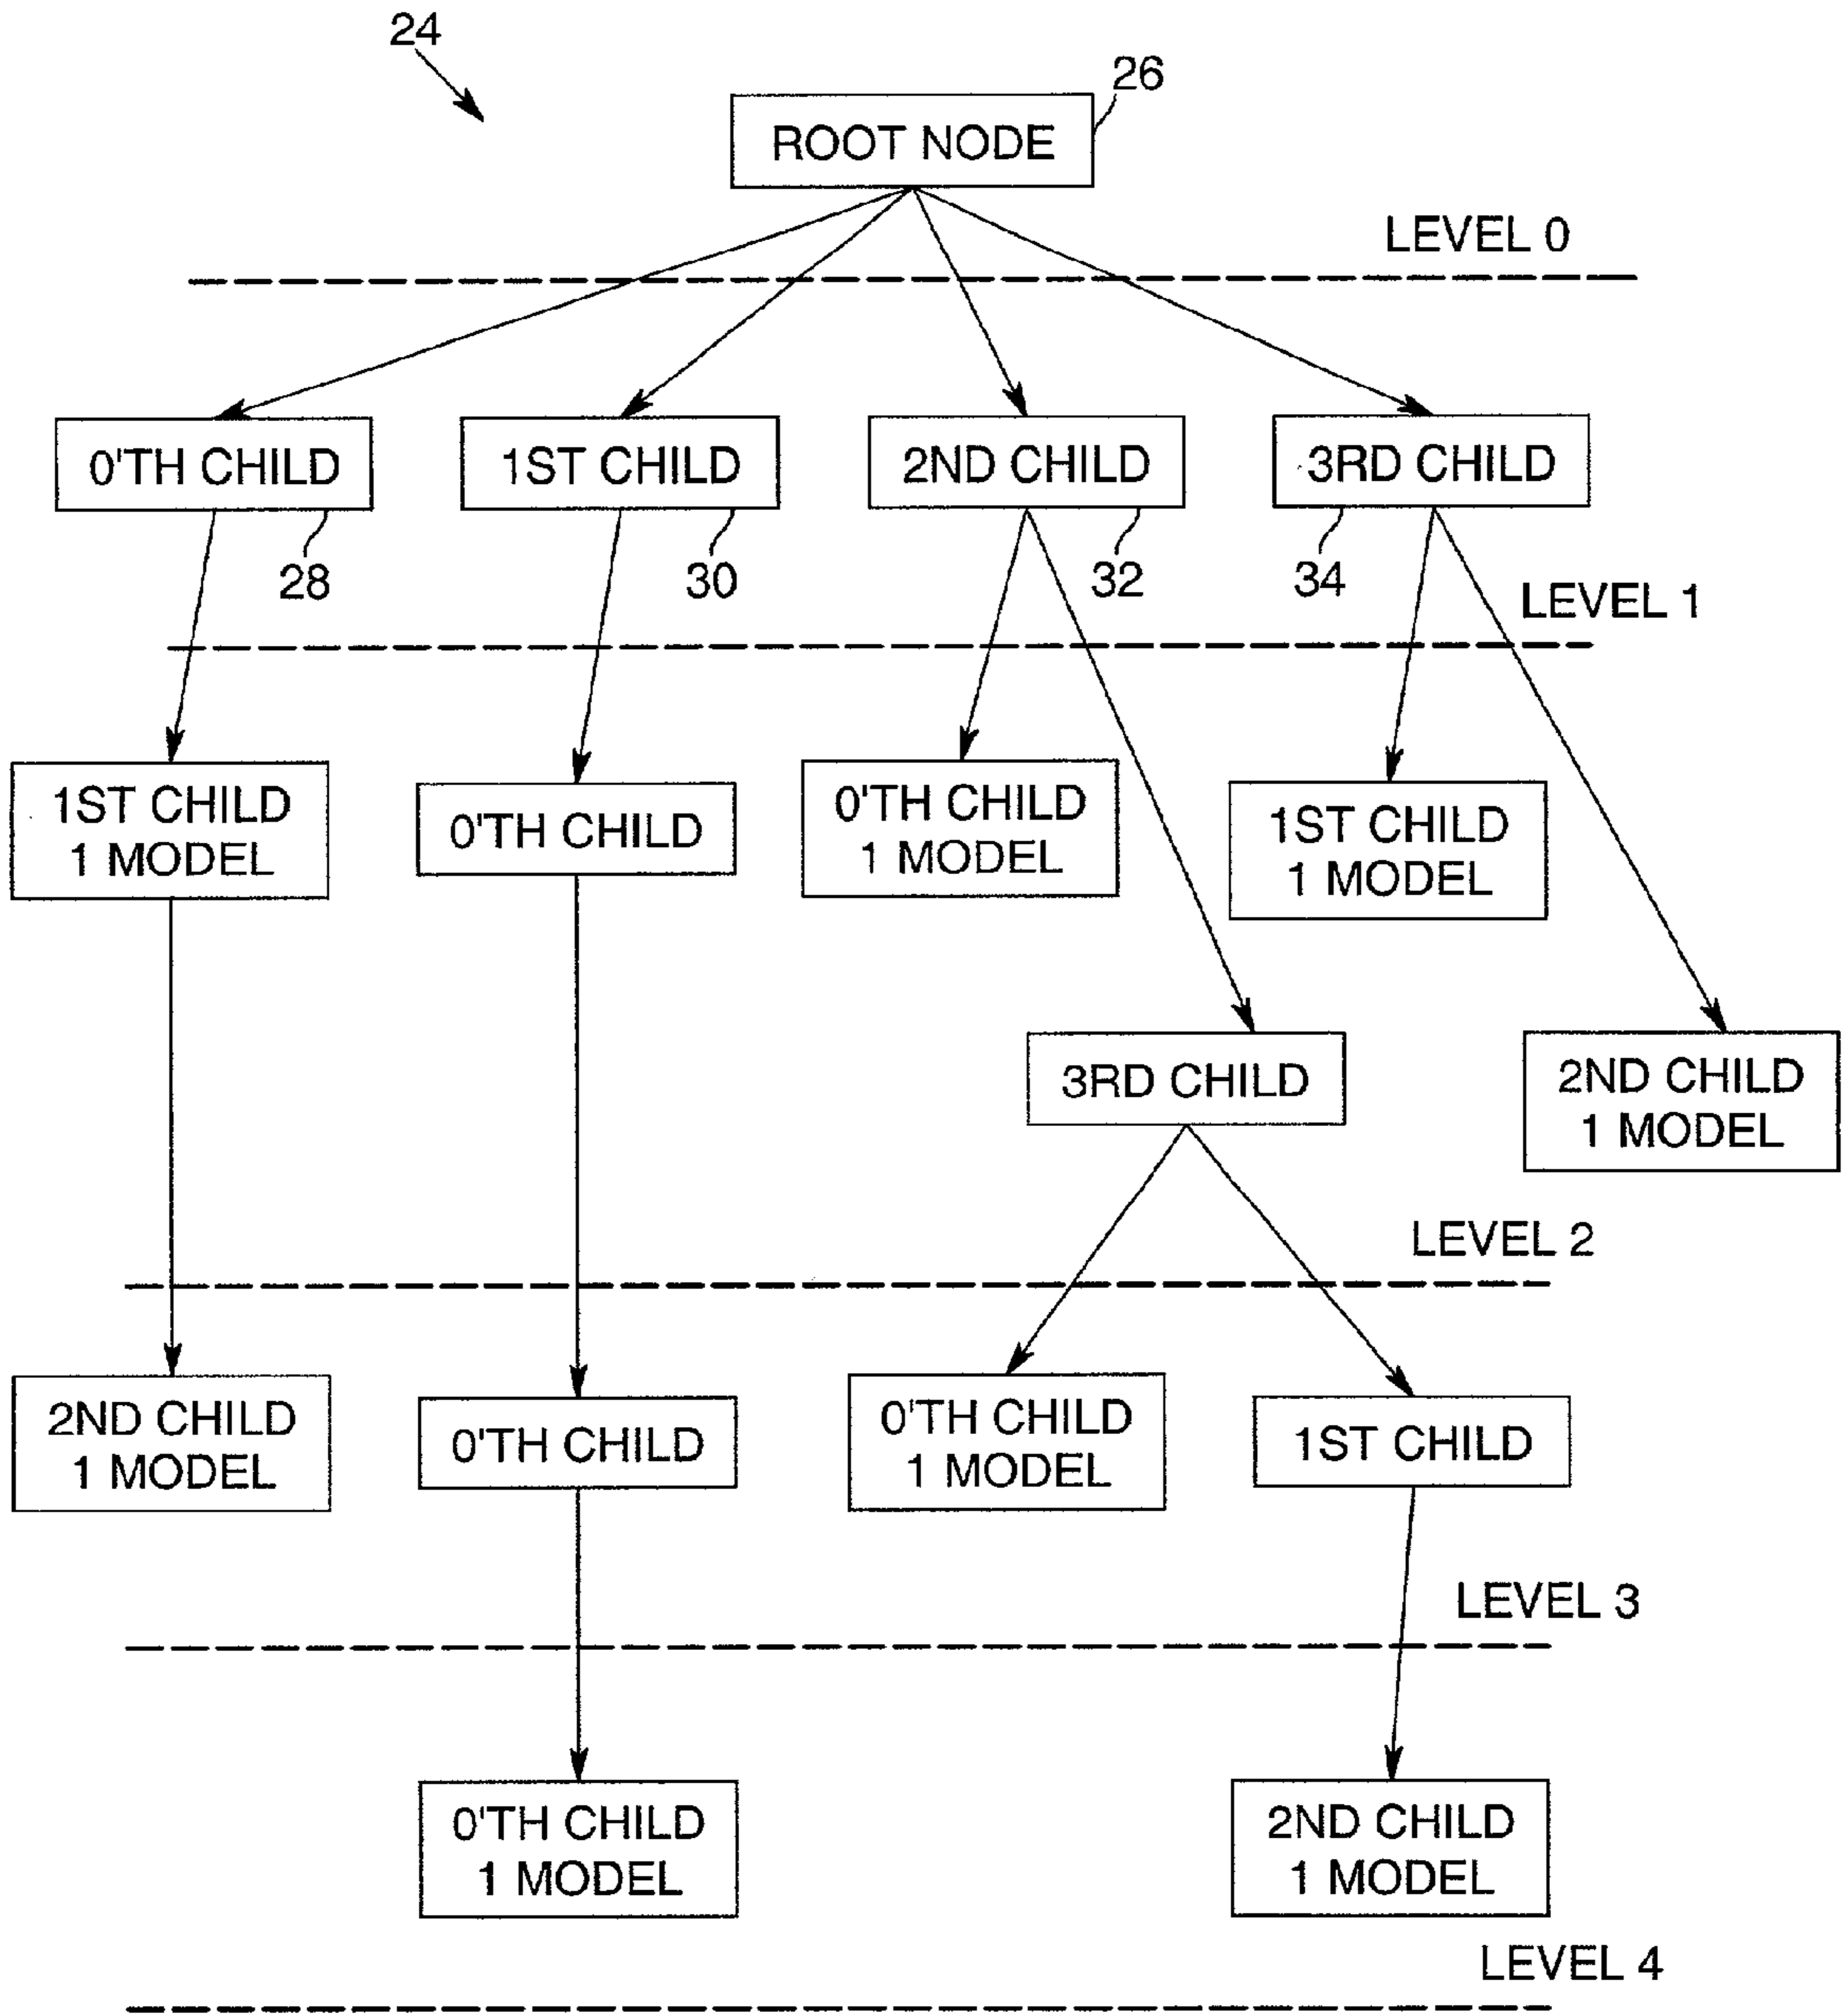 24
26
ROOT NODE
LEVEL 0
0'TH CHILD
1ST CHILD
2ND CHILD
3RD CHILD
28
30
32
34
LEVEL 1
1ST CHILD
1 MODEL
0'TH CHILD
0'TH CHILD
1 MODEL
1ST CHILD
1 MODEL
3RD CHILD
2ND CHILD
1 MODEL
LEVEL 2
2ND CHILD
1 MODEL
0'TH CHILD
0'TH CHILD
1 MODEL
1ST CHILD
LEVEL 3
0'TH CHILD
1 MODEL
2ND CHILD
1 MODEL
LEVEL 4